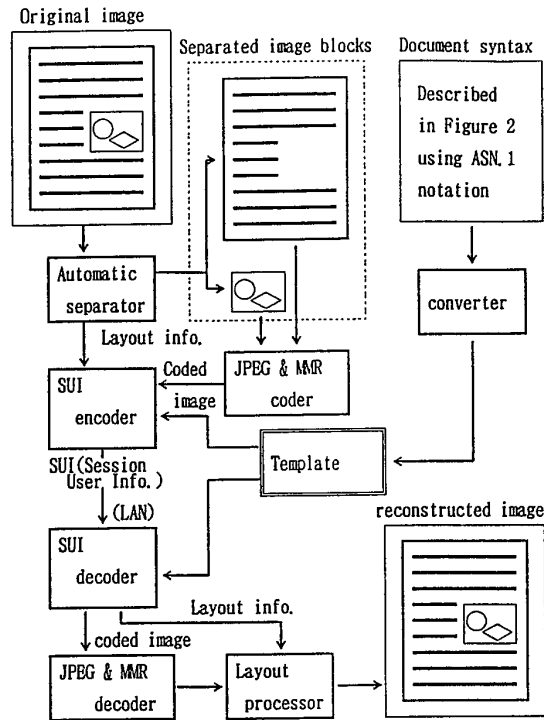 Original image
Separated image blocks
Document syntax
Described
in Figure 2
using ASN.1
notation
Automatic
separator
converter
Layout info.
Coded
image
JPEG & MMR
coder
SUI
encoder
Template
SUI(Session
User Info.)
(LAN)
reconstructed image
SUI
decoder
Layout info.
coded image
JPEG & MMR
decoder
Layout
processor